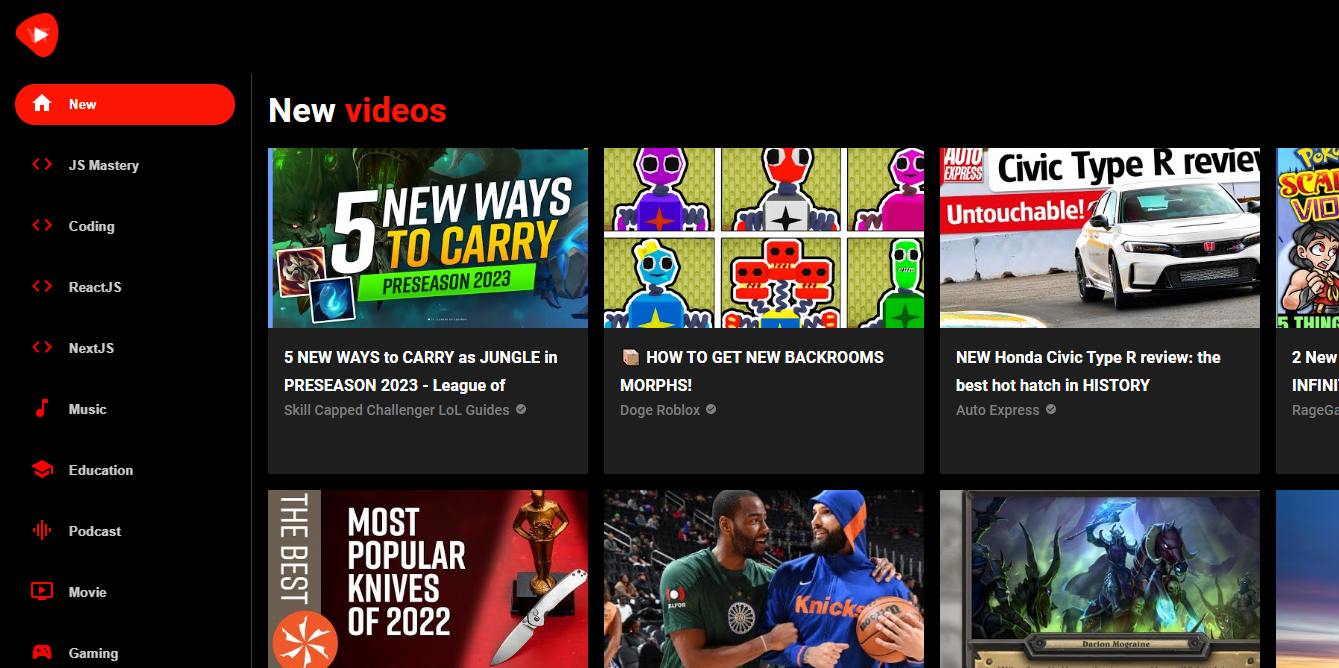 New
JS Mastery
Coding
ReactJS
NextJS
Music
Education
Podcast
Movie
Gaming
New videos
5 NEW WAYS
TO CARRY
PRESEASON 2023
5 NEW WAYS to CARRY as JUNGLE in
PRESEASON 2023 - League of
Skill Capped Challenger LoL Guides
HOW TO GET NEW BACKROOMS
MORPHS!
Doge Roblox
AUTO
EXPRESS
Civic Type R review
Untouchable!
NEW Honda Civic Type R review: the
best hot hatch in HISTORY
Auto Express
5 THING
2 New
INFINI
RageGa
THE BEST
MOST
POPULAR
KNIVES
OF 2022
Knicks
Darion Mograine